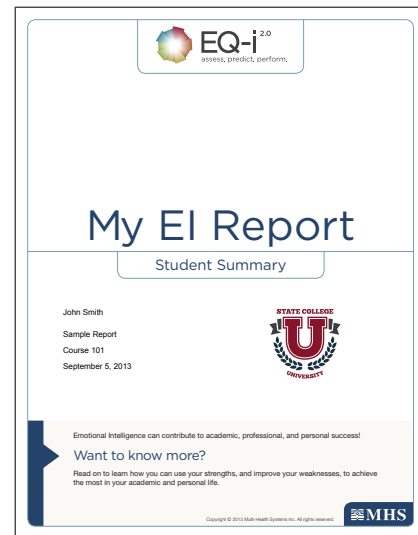 EQ-i 2.0
assess. predict. perform.
My EI Report
Student Summary
John Smith
Sample Report
Course 101
September 5, 2013
STATE COLLEGE
U
UNIVERSITY
Emotional Intelligence can contribute to academic, professional, and personal success!
Want to know more?
Read on to learn how you can use your strengths, and improve your weaknesses, to achieve
the most in your academic and personal life.
Copyright © 2013 Multi-Health Systems Inc. All rights reserved.
MHS